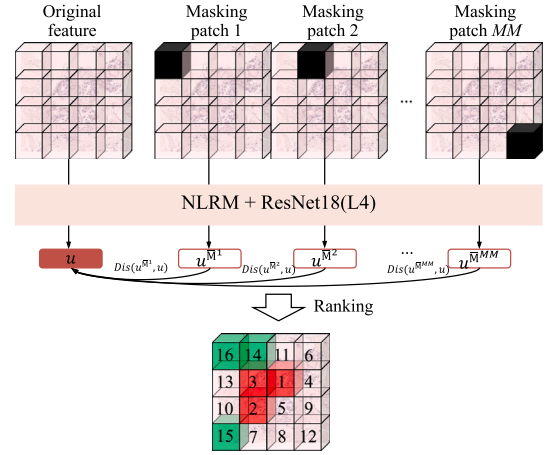 Original
feature
Masking
patch 1
Masking
patch 2
Masking
patch MM
...
NLRM + ResNet18(L4)
u
u^{M̅^1}
u^{M̅^2}
...
u^{M̅^{MM}}
Dis(u^{M̅^1}, u)
Dis(u^{M̅^2}, u)
Dis(u^{M̅^{MM}}, u)
Ranking
16 14 11 6
13 3 1 4
10 2 5 9
15 7 8 12